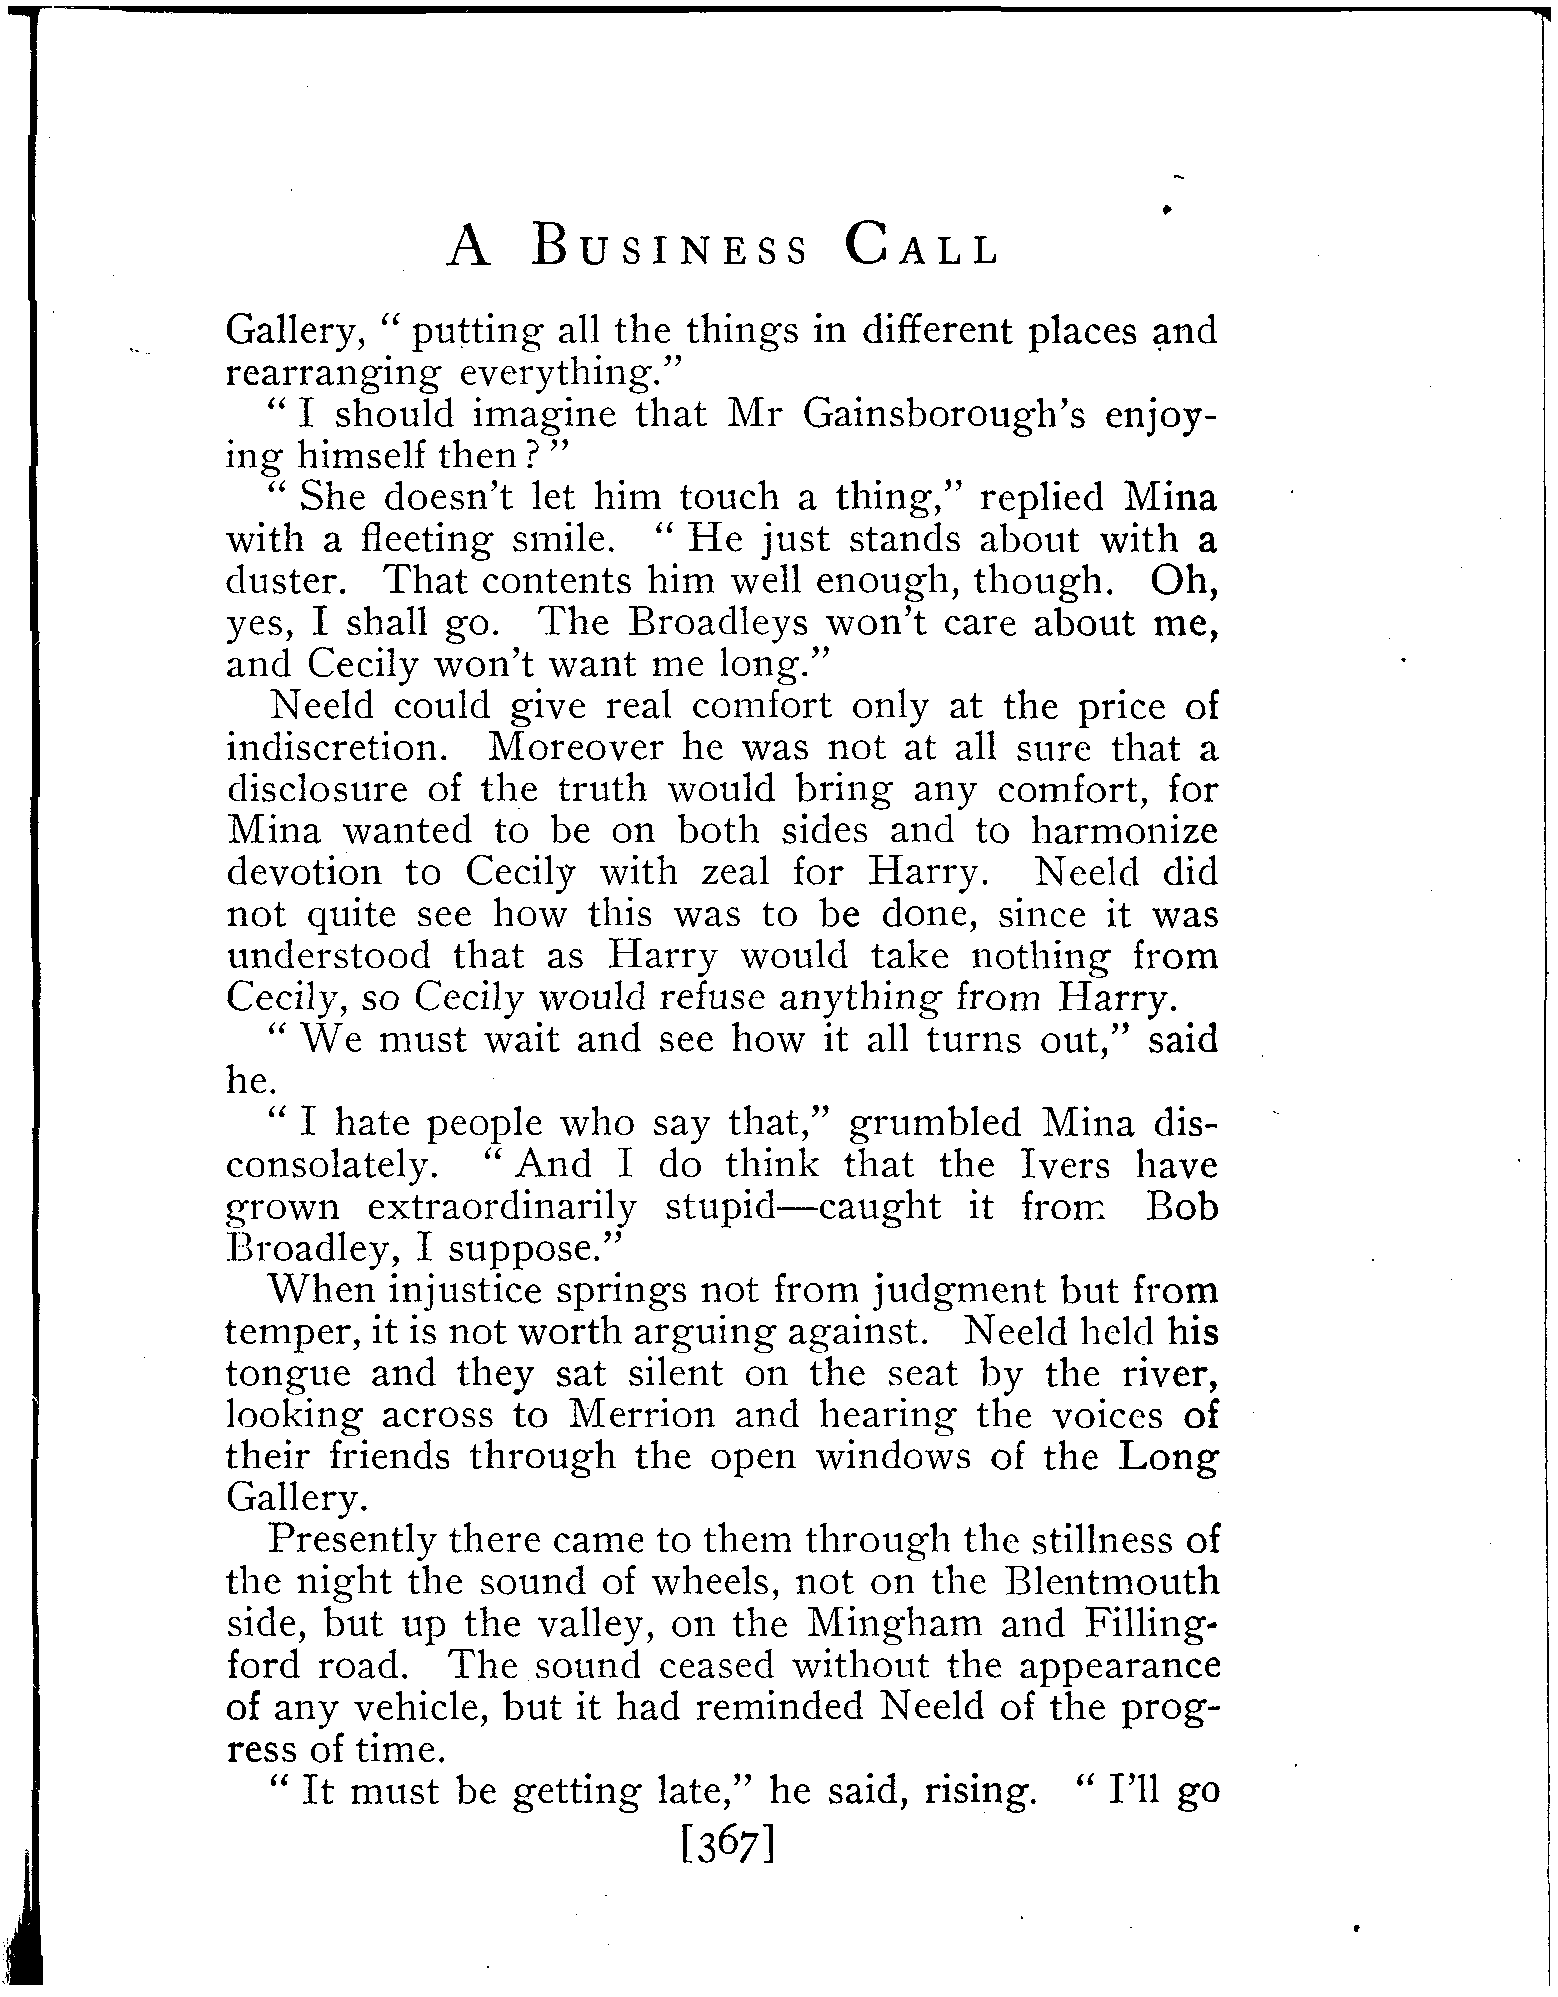 A BUSINESS CALL
Gallery, “ putting all the things in different places and
rearranging everything.”
“ I should imagine that Mr Gainsborough’s enjoy-
ing himself then ? ”
“ She doesn’t let him touch a thing,” replied Mina
with a fleeting smile. “ He just stands about with a
duster. That contents him well enough, though. Oh,
yes, I shall go. The Broadleys won’t care about me,
and Cecily won’t want me long.”
Neeld could give real comfort only at the price of
indiscretion. Moreover he was not at all sure that a
disclosure of the truth would bring any comfort, for
Mina wanted to be on both sides and to harmonize
devotion to Cecily with zeal for Harry. Neeld did
not quite see how this was to be done, since it was
understood that as Harry would take nothing from
Cecily, so Cecily would refuse anything from Harry.
“ We must wait and see how it all turns out,” said
he.
“ I hate people who say that,” grumbled Mina dis-
consolately. “ And I do think that the Ivers have
grown extraordinarily stupid—caught it from Bob
Broadley, I suppose.”
When injustice springs not from judgment but from
temper, it is not worth arguing against. Neeld held his
tongue and they sat silent on the seat by the river,
looking across to Merrion and hearing the voices of
their friends through the open windows of the Long
Gallery.
Presently there came to them through the stillness of
the night the sound of wheels, not on the Blentmouth
side, but up the valley, on the Mingham and Filling-
ford road. The sound ceased without the appearance
of any vehicle, but it had reminded Neeld of the prog-
ress of time.
“ It must be getting late,” he said, rising. “ I’ll go
[367]